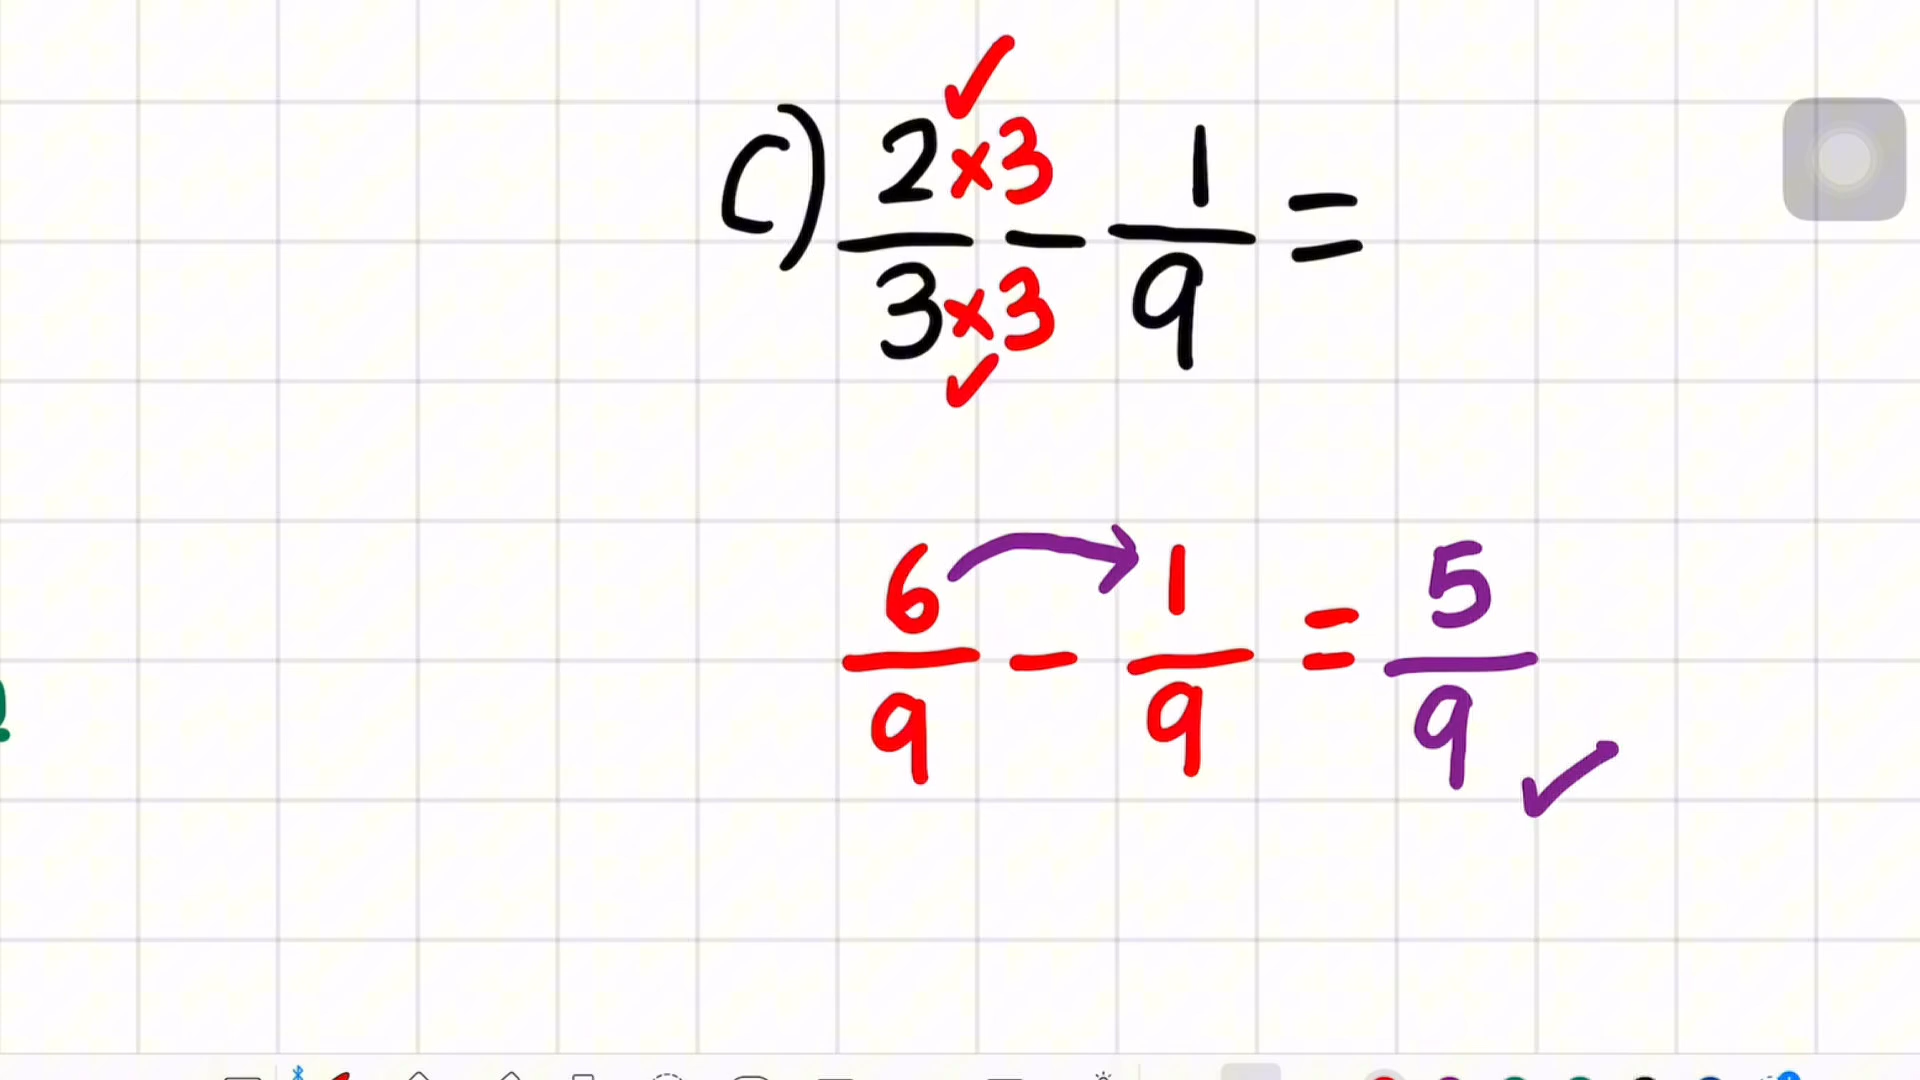 c) 2×3/3×3 - 1/9 =
6/9 - 1/9 = 5/9